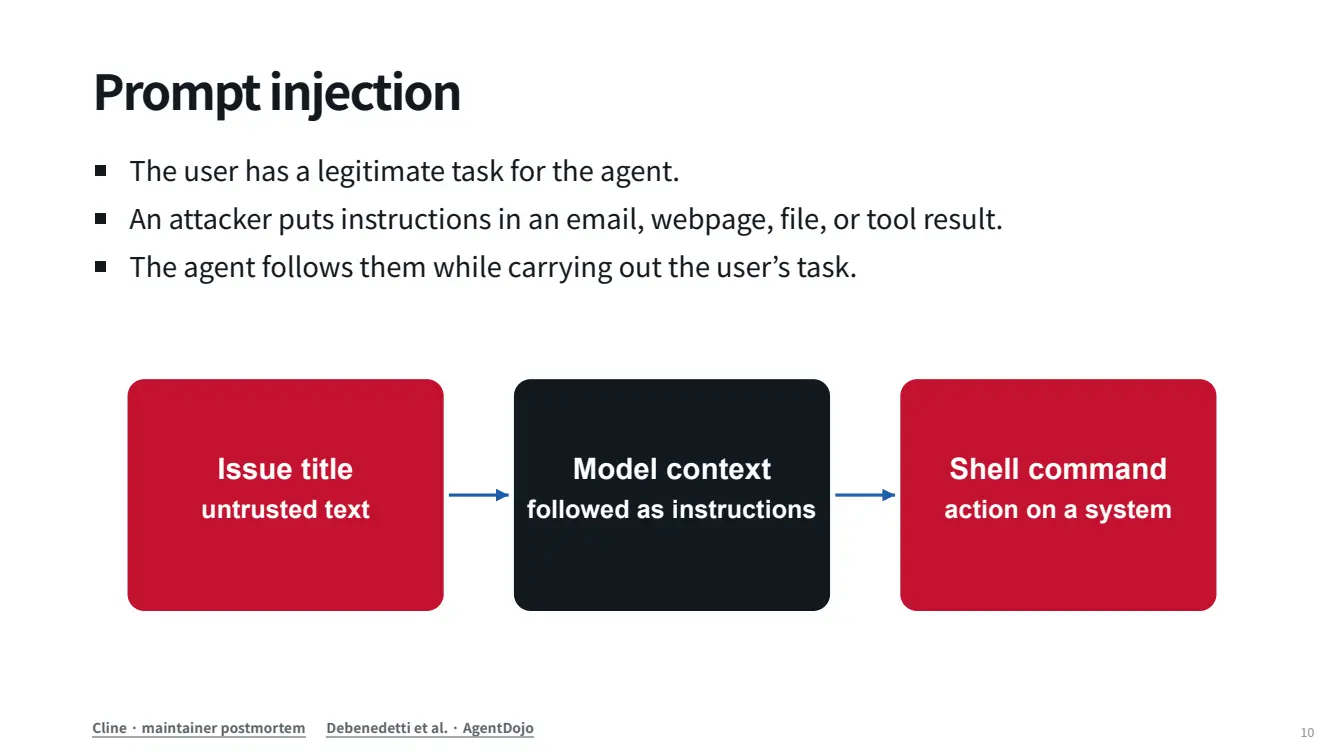 Prompt injection
The user has a legitimate task for the agent.
An attacker puts instructions in an email, webpage, file, or tool result.
The agent follows them while carrying out the user’s task.
Issue title
untrusted text
Model context
followed as instructions
Shell command
action on a system
Cline · maintainer postmortem
Debenedetti et al. · AgentDojo
10